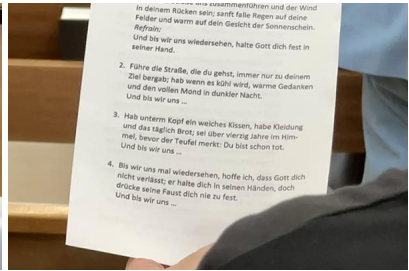 uns zusammenführen und der Wind
in deinem Rücken sein; sanft falle Regen auf deine
Felder und warm auf dein Gesicht der Sonnenschein.
Refrain:
Und bis wir uns wiedersehen, halte Gott dich fest in
seiner Hand.
2. Führe die Straße, die du gehst, immer nur zu deinem
Ziel bergab; hab wenn es kühl wird, warme Gedanken
und den vollen Mond in dunkler Nacht.
Und bis wir uns ...
3. Hab unterm Kopf ein weiches Kissen, habe Kleidung
und das täglich Brot; sei über vierzig Jahre im Him-
mel, bevor der Teufel merkt: Du bist schon tot.
Und bis wir uns ...
4. Bis wir uns mal wiedersehen, hoffe ich, dass Gott dich
nicht verlässt; er halte dich in seinen Händen, doch
drücke seine Faust dich nie zu fest.
Und bis wir uns ...